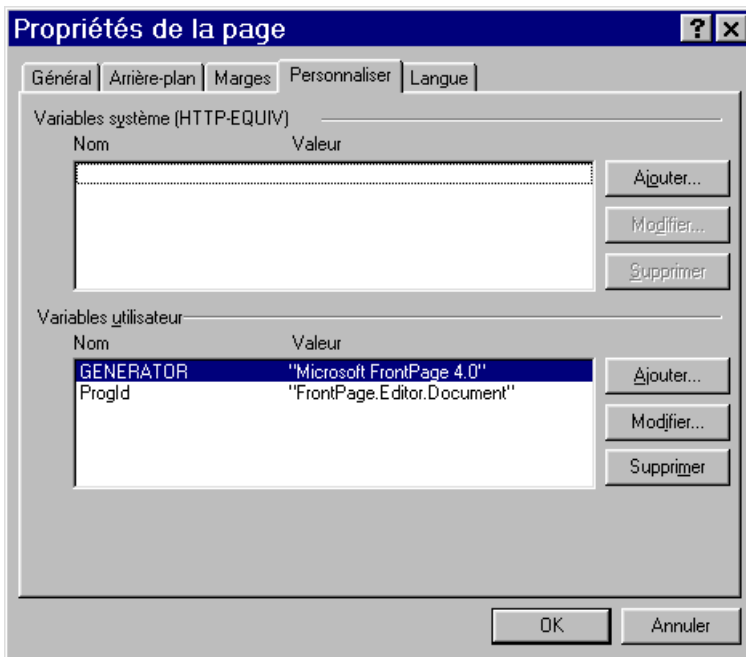 Propriétés de la page
Général Arrière-plan Marges Personnaliser Langue
Variables système (HTTP-EQUIV)
Nom Valeur
Ajouter...
Modifier...
Supprimer
Variables utilisateur
Nom Valeur
GENERATOR "Microsoft FrontPage 4.0"
ProgId "FrontPage.Editor.Document"
Ajouter...
Modifier...
Supprimer
OK Annuler